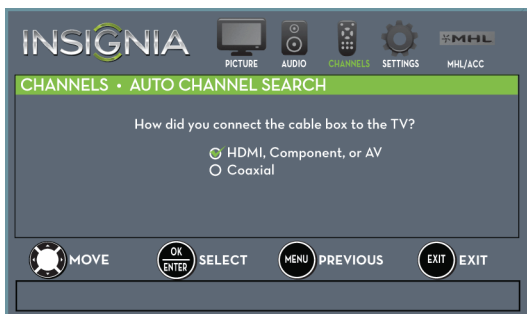 INSIGNIA
PICTURE AUDIO CHANNELS SETTINGS MHL/ACC
MHL
CHANNELS • AUTO CHANNEL SEARCH
How did you connect the cable box to the TV?
HDMI, Component, or AV
Coaxial
MOVE OK ENTER SELECT MENU PREVIOUS EXIT EXIT